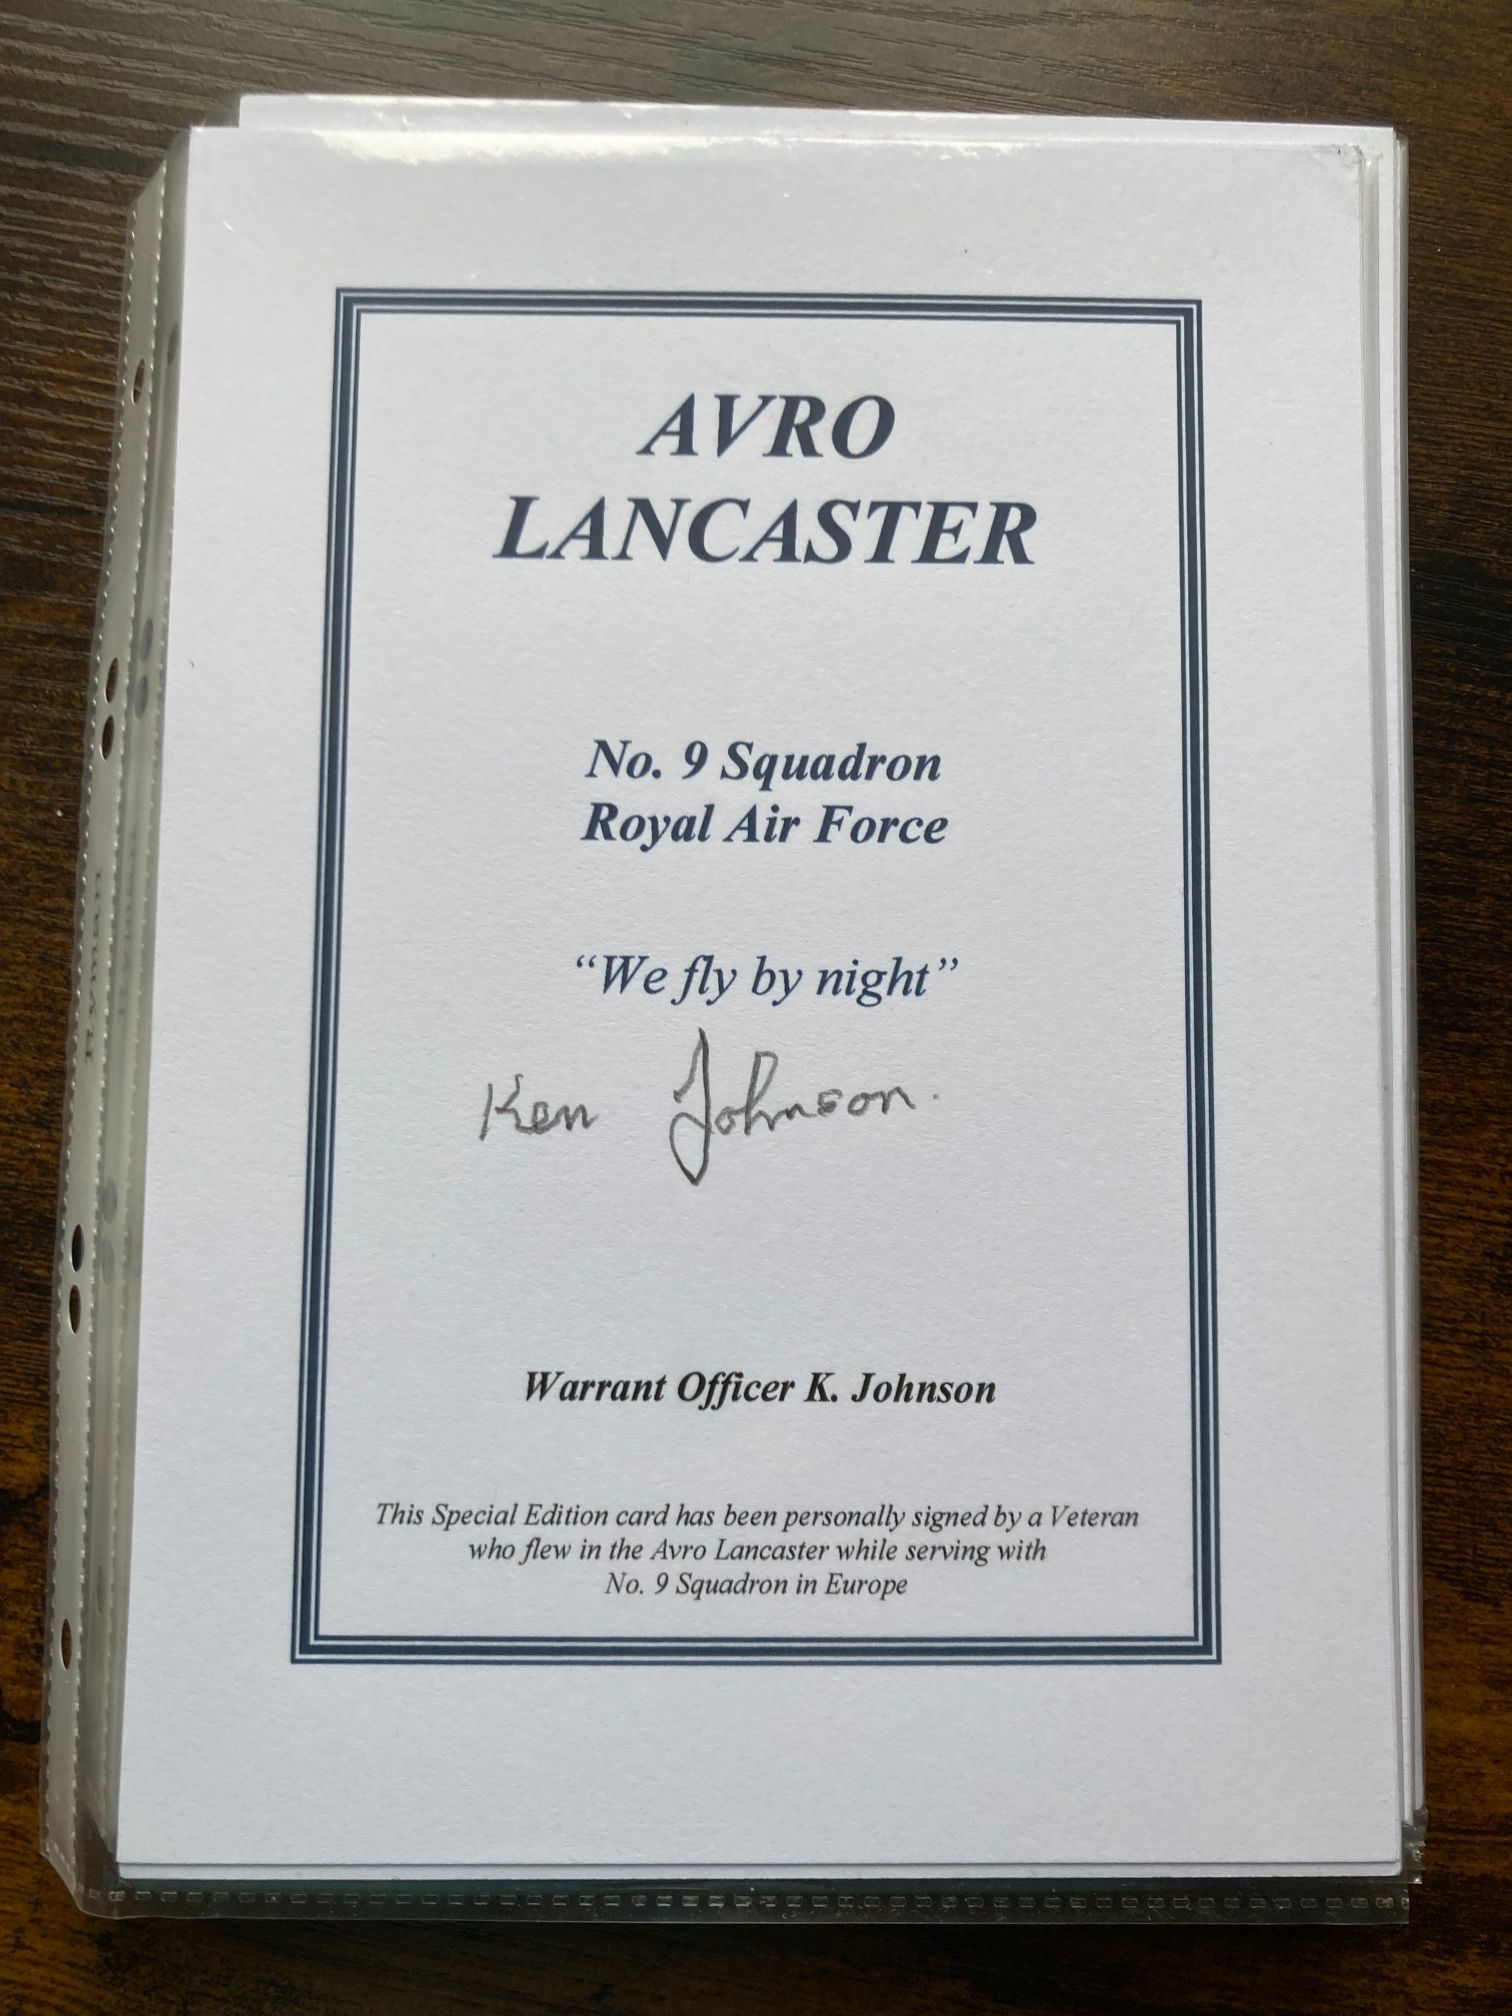 AVRO
LANCASTER
No. 9 Squadron
Royal Air Force
“We fly by night”
Ken Johnson.
Warrant Officer K. Johnson
This Special Edition card has been personally signed by a Veteran
who flew in the Avro Lancaster while serving with
No. 9 Squadron in Europe
Ryman